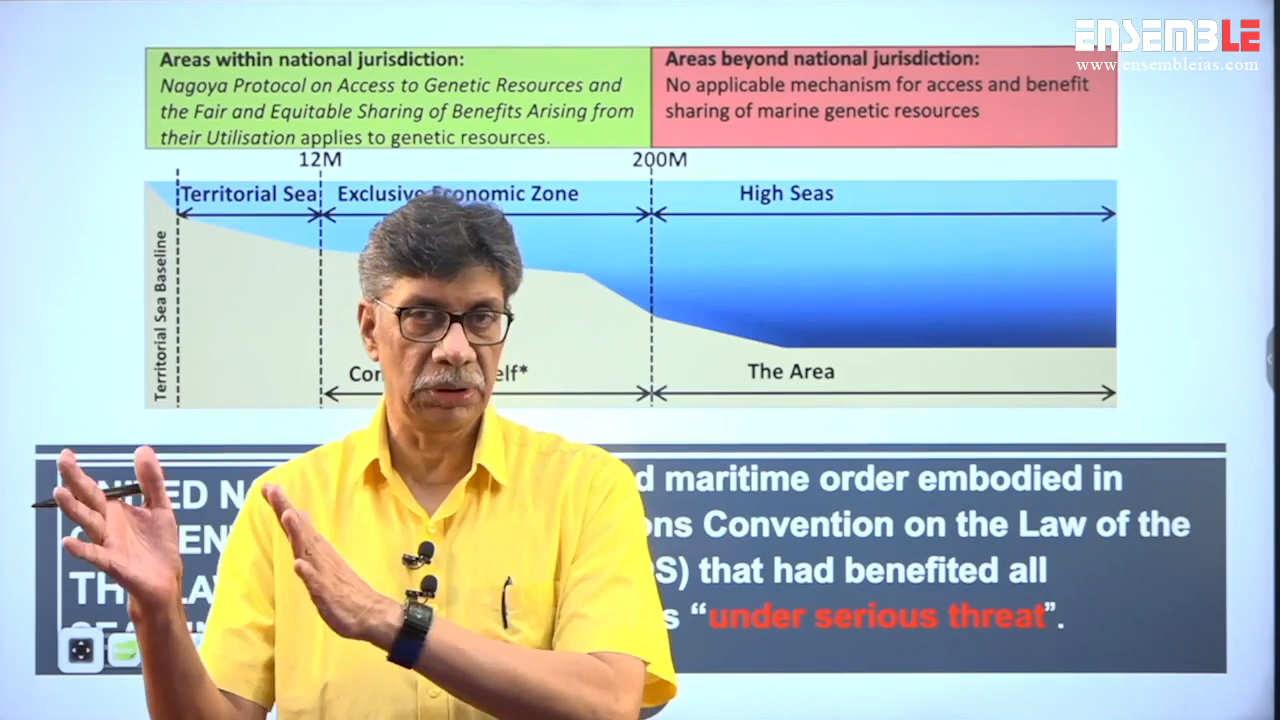 ENSEMBLE
www.ensembleias.com
Areas within national jurisdiction:
Nagoya Protocol on Access to Genetic Resources and
the Fair and Equitable Sharing of Benefits Arising from
their Utilisation applies to genetic resources.
Areas beyond national jurisdiction:
No applicable mechanism for access and benefit
sharing of marine genetic resources
12M
200M
Territorial Sea
Exclusive Economic Zone
High Seas
Territorial Sea Baseline
The Area
maritime order embodied in
Convention on the Law of the
that had benefited all
“under serious threat”.